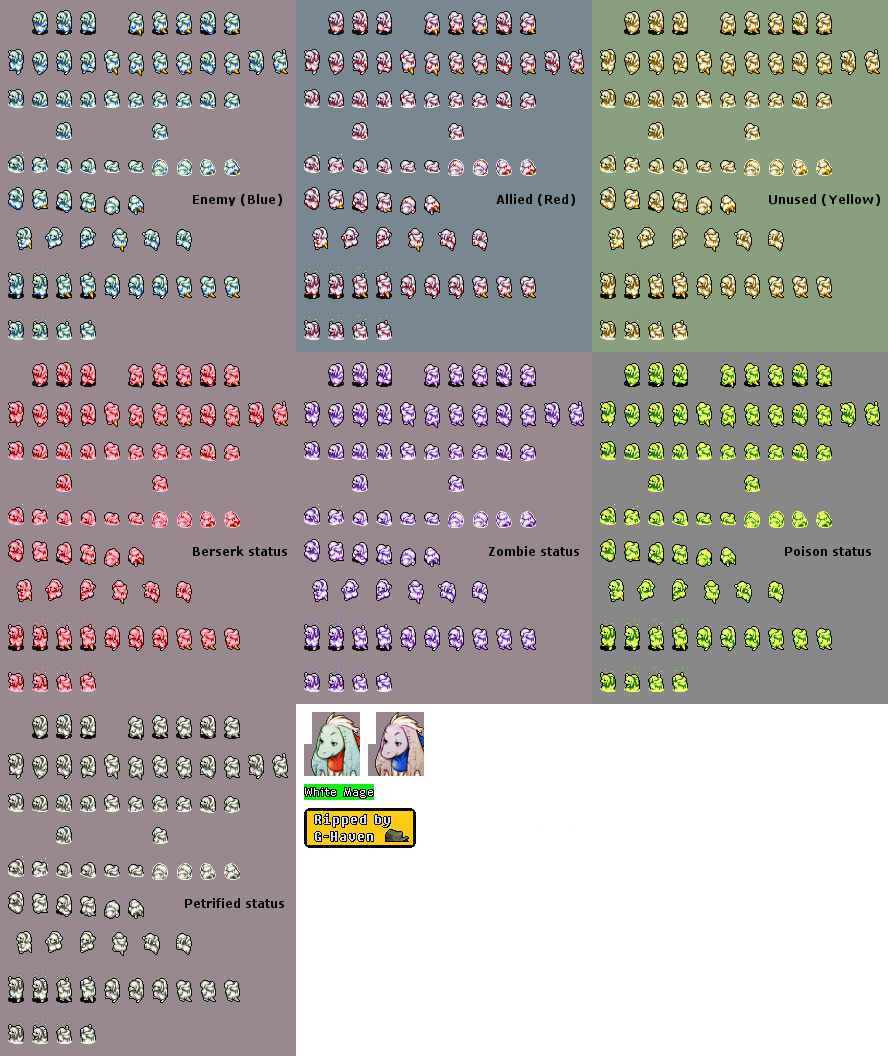 Enemy (Blue)
Allied (Red)
Unused (Yellow)
Berserk status
Zombie status
Poison status
Petrified status
White Mage
Ripped by
G-Haven